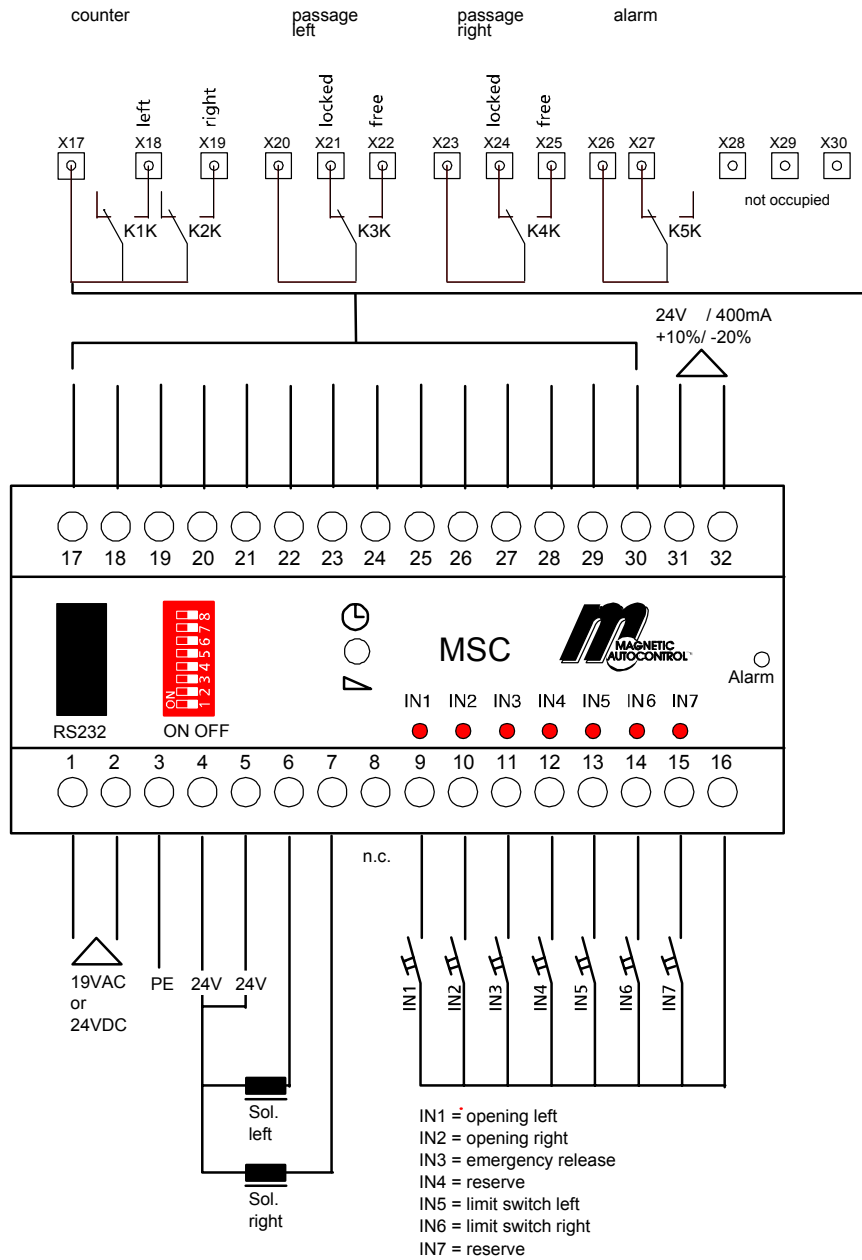 counter passage left passage right alarm
left right locked free locked free
X17 X18 X19 X20 X21 X22 X23 X24 X25 X26 X27 X28 X29 X30
not occupied
K1K K2K K3K K4K K5K
24V / 400mA
+10%/ -20%
17 18 19 20 21 22 23 24 25 26 27 28 29 30 31 32
ON
1 2 3 4 5 6 7 8
MSC
m
MAGNETIC
AUTOCONTROL™
Alarm
IN1 IN2 IN3 IN4 IN5 IN6 IN7
RS232 ON OFF
1 2 3 4 5 6 7 8 9 10 11 12 13 14 15 16
n.c.
19VAC
or
24VDC
PE 24V 24V
IN1 IN2 IN3 IN4 IN5 IN6 IN7
Sol.
left
Sol.
right
IN1 = opening left
IN2 = opening right
IN3 = emergency release
IN4 = reserve
IN5 = limit switch left
IN6 = limit switch right
IN7 = reserve